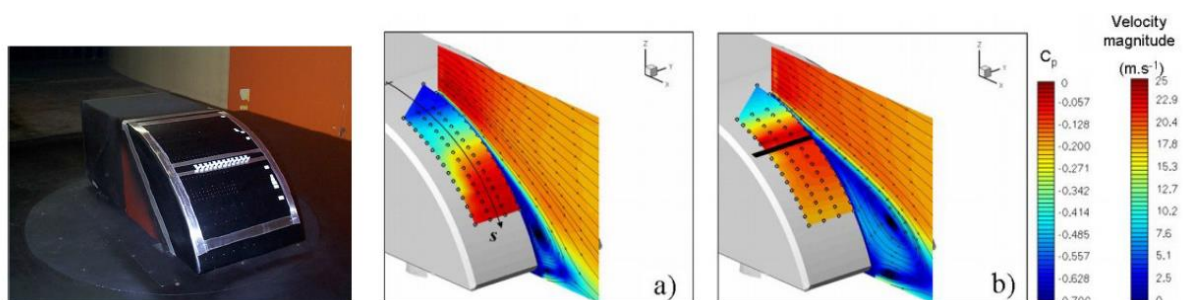 Z
Y
X
s
a)
Z
Y
X
b)
Cp
0
-0.057
-0.128
-0.200
-0.271
-0.342
-0.414
-0.485
-0.557
-0.628
-0.700
Velocity
magnitude
(m.s⁻¹)
25
22.9
20.4
17.8
15.3
12.7
10.2
7.6
5.1
2.5
0